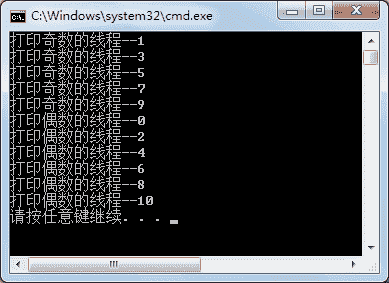 C:\Windows\system32\cmd.exe
打印奇数的线程--1
打印奇数的线程--3
打印奇数的线程--5
打印奇数的线程--7
打印奇数的线程--9
打印偶数的线程--0
打印偶数的线程--2
打印偶数的线程--4
打印偶数的线程--6
打印偶数的线程--8
打印偶数的线程--10
请按任意键继续. . .